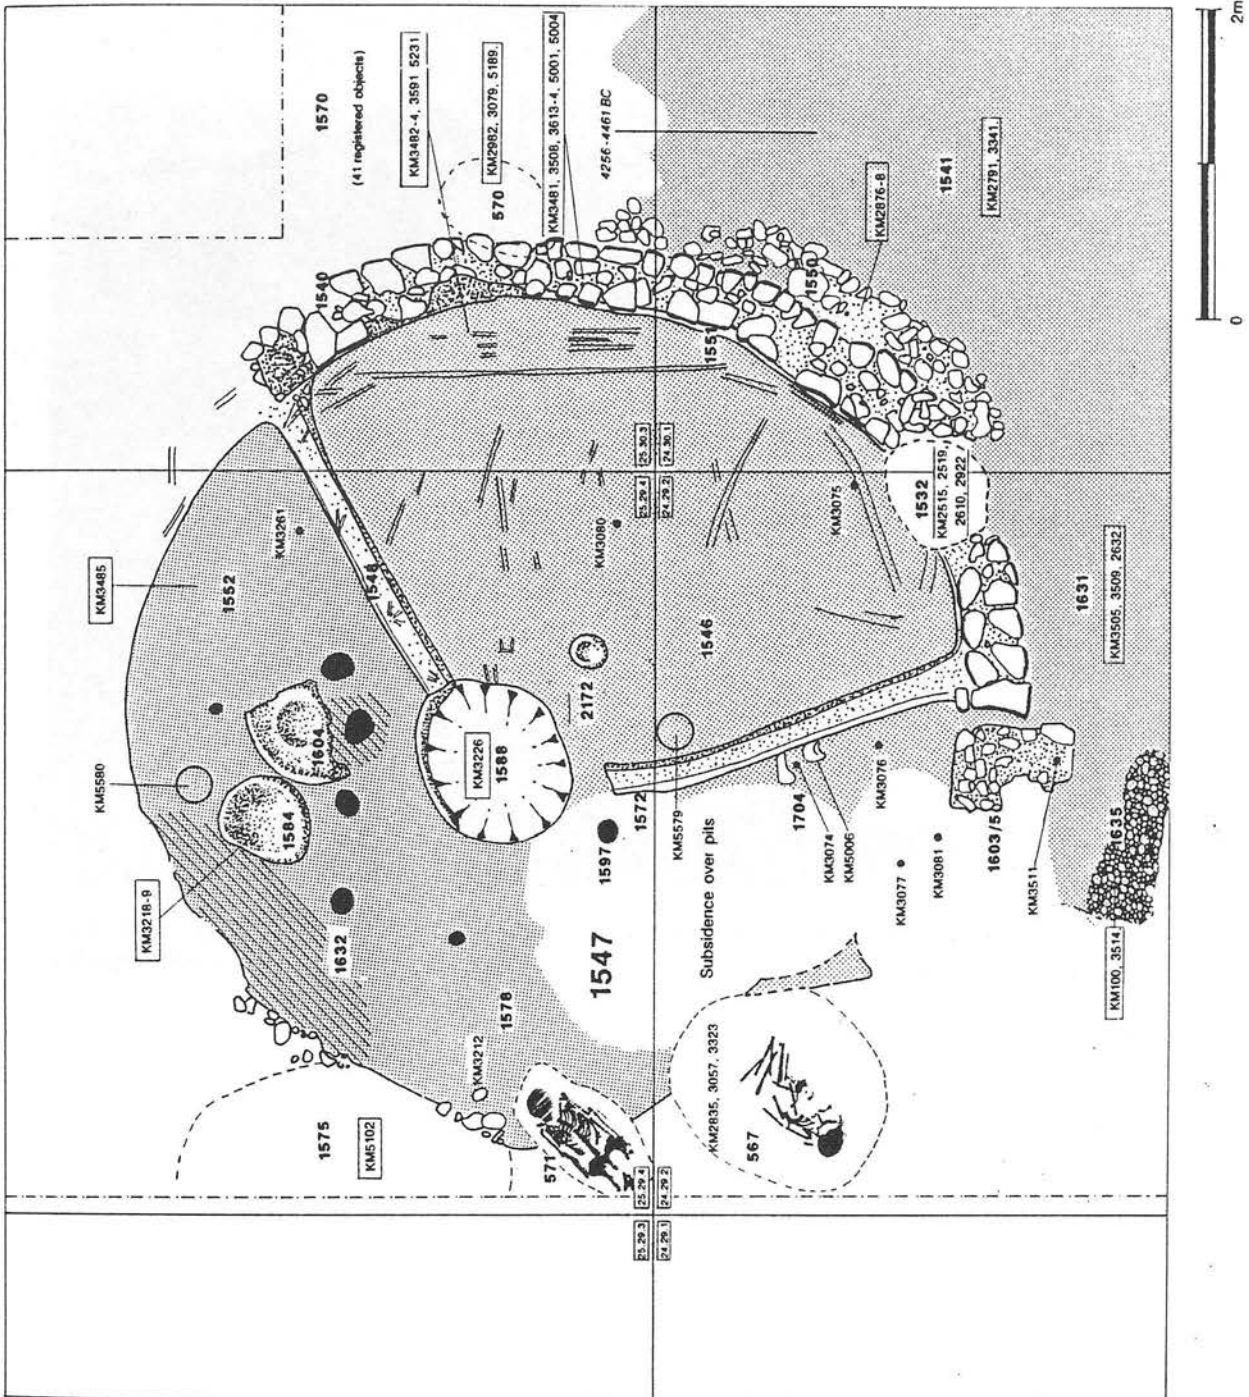 2m
0
1570
(41 registered objects)
KM3482-4, 3591 5231
570
KM2982, 3079, 5189.
KM3481, 3508, 3613-4, 5001, 5004
4256-4461 BC
1541
KM2791, 3341.
KM2876-8
1540
1550
1551
25.30.3
24.30.1
25.29.4
24.29.2
KM3261
KM3080
KM3075
1532
KM2515, 2519,
2610, 2922
KM3485
1552
1548
1546
1631
KM3505, 3509, 2632
KM5580
1604
1584
KM3226
1588
2172
1572
KM5579
1704
KM3074
KM5006
KM3076
KM3077
KM3081
1603/5
KM3511
1635
KM100, 3514
KM3218-9
1632
1597
1547
Subsidence over pits
1578
KM3212
1575
KM5102
571
567
KM2835, 3057, 3323
25.29.4
24.29.2
25.29.3
24.29.1